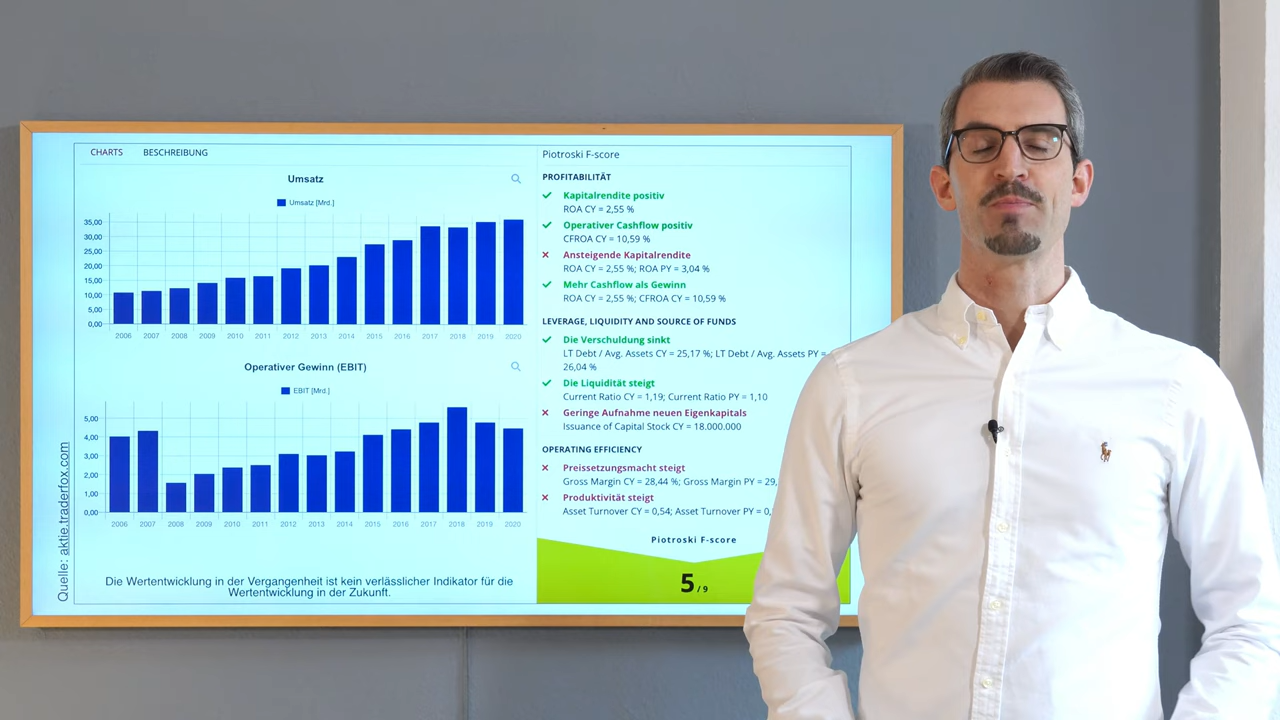 CHARTS BESCHREIBUNG
Umsatz
Umsatz [Mrd.]
35,00
30,00
25,00
20,00
15,00
10,00
5,00
0,00
2006 2007 2008 2009 2010 2011 2012 2013 2014 2015 2016 2017 2018 2019 2020
Operativer Gewinn (EBIT)
EBIT [Mrd.]
5,00
4,00
3,00
2,00
1,00
0,00
2006 2007 2008 2009 2010 2011 2012 2013 2014 2015 2016 2017 2018 2019 2020
Die Wertentwicklung in der Vergangenheit ist kein verlässlicher Indikator für die
Wertentwicklung in der Zukunft.
Quelle: aktie.traderfox.com
Piotroski F-score
PROFITABILITÄT
Kapitalrendite positiv
ROA CY = 2,55 %
Operativer Cashflow positiv
CFROA CY = 10,59 %
Ansteigende Kapitalrendite
ROA CY = 2,55 %; ROA PY = 3,04 %
Mehr Cashflow als Gewinn
ROA CY = 2,55 %; CFROA CY = 10,59 %
LEVERAGE, LIQUIDITY AND SOURCE OF FUNDS
Die Verschuldung sinkt
LT Debt / Avg. Assets CY = 25,17 %; LT Debt / Avg. Assets PY =
26,04 %
Die Liquidität steigt
Current Ratio CY = 1,19; Current Ratio PY = 1,10
Geringe Aufnahme neuen Eigenkapitals
Issuance of Capital Stock CY = 18.000.000
OPERATING EFFICIENCY
Preissetzungsmacht steigt
Gross Margin CY = 28,44 %; Gross Margin PY = 29,
Produktivität steigt
Asset Turnover CY = 0,54; Asset Turnover PY = 0,
Piotroski F-score
5 / 9